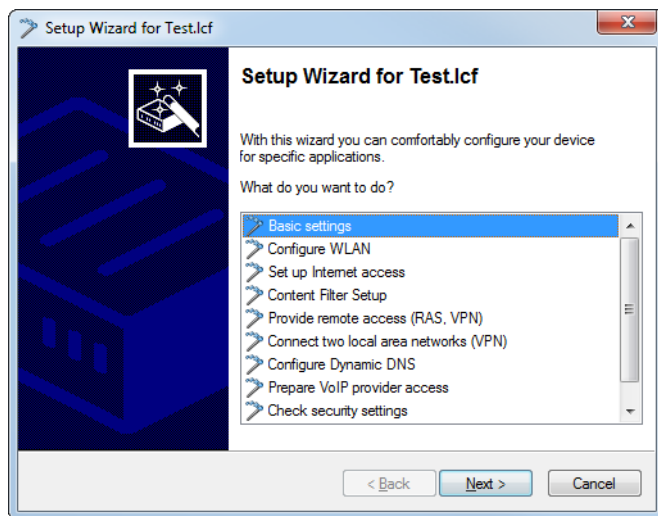 Setup Wizard for Test.lcf
Setup Wizard for Test.lcf
With this wizard you can comfortably configure your device
for specific applications.
What do you want to do?
Basic settings
Configure WLAN
Set up Internet access
Content Filter Setup
Provide remote access (RAS, VPN)
Connect two local area networks (VPN)
Configure Dynamic DNS
Prepare VoIP provider access
Check security settings
< Back Next > Cancel